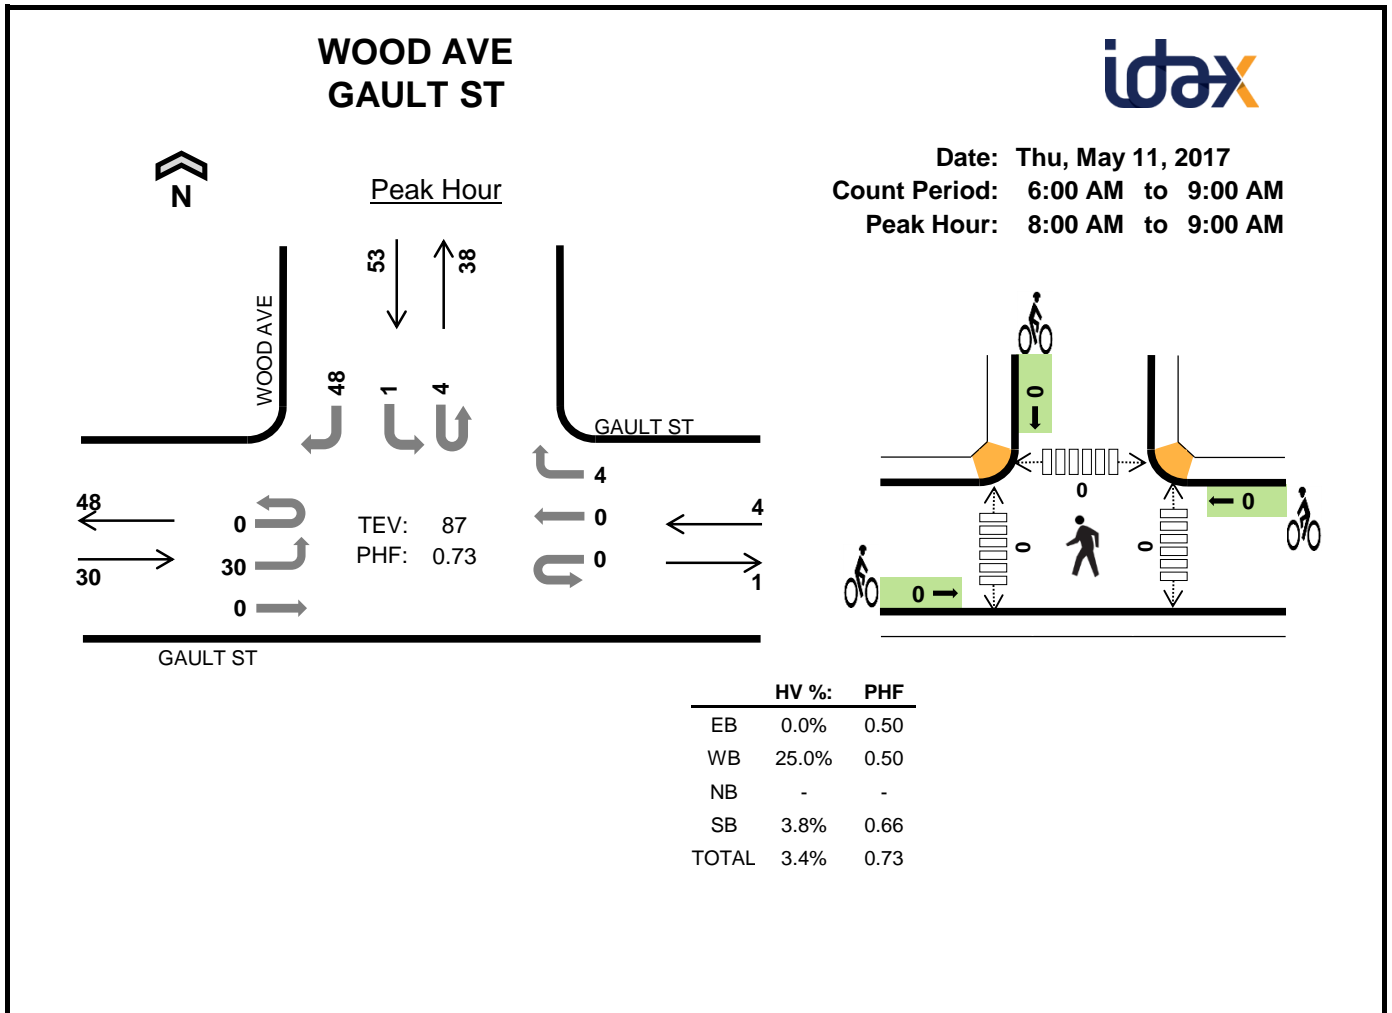 WOOD AVE
GAULT ST
idax
Date: Thu, May 11, 2017
Count Period: 6:00 AM to 9:00 AM
Peak Hour: 8:00 AM to 9:00 AM
N
Peak Hour
53
38
WOOD AVE
48
1
4
GAULT ST
48
30
0
30
0
TEV: 87
PHF: 0.73
4
0
0
4
1
GAULT ST
0
0
0
0
0
0
HV %: PHF
EB 0.0% 0.50
WB 25.0% 0.50
NB - -
SB 3.8% 0.66
TOTAL 3.4% 0.73